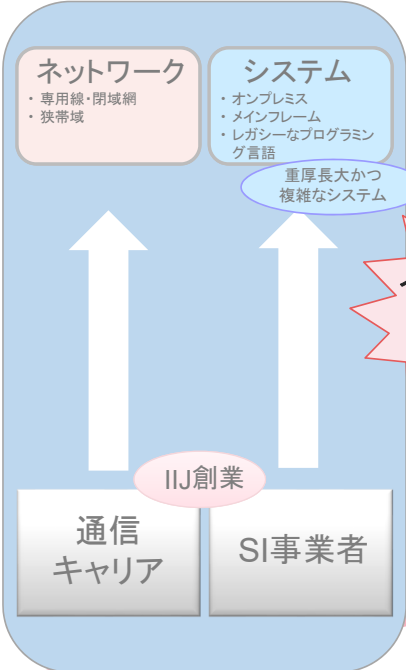 ネットワーク
・ 専用線・閉域網
・ 狭帯域
システム
・ オンプレミス
・ メインフレーム
・ レガシーなプログラミン
グ言語
重厚長大かつ
複雑なシステム
IIJ創業
通信
キャリア
SI事業者